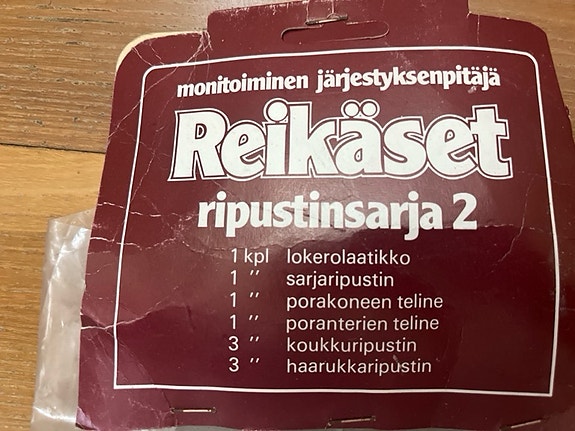 monitoiminen järjestyksenpitäjä
Reikäset
ripustinsarja 2
1 kpl lokerolaatikko
1 " sarjaripustin
1 " porakoneen teline
1 " poranterien teline
3 " koukkuripustin
3 " haarukkaripustin